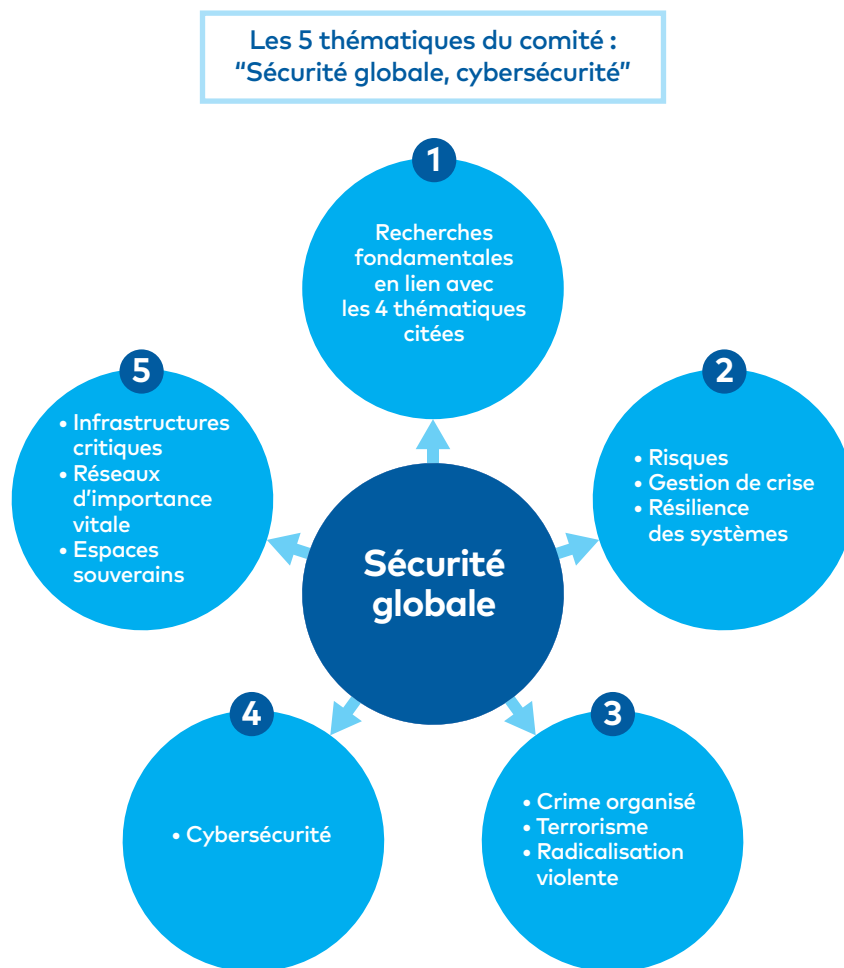 Les 5 thématiques du comité :
“Sécurité globale, cybersécurité”
1
Recherches
fondamentales
en lien avec
les 4 thématiques
citées
2
• Risques
• Gestion de crise
• Résilience
des systèmes
3
• Crime organisé
• Terrorisme
• Radicalisation
violente
4
• Cybersécurité
5
• Infrastructures
critiques
• Réseaux
d’importance
vitale
• Espaces
souverains
Sécurité
globale